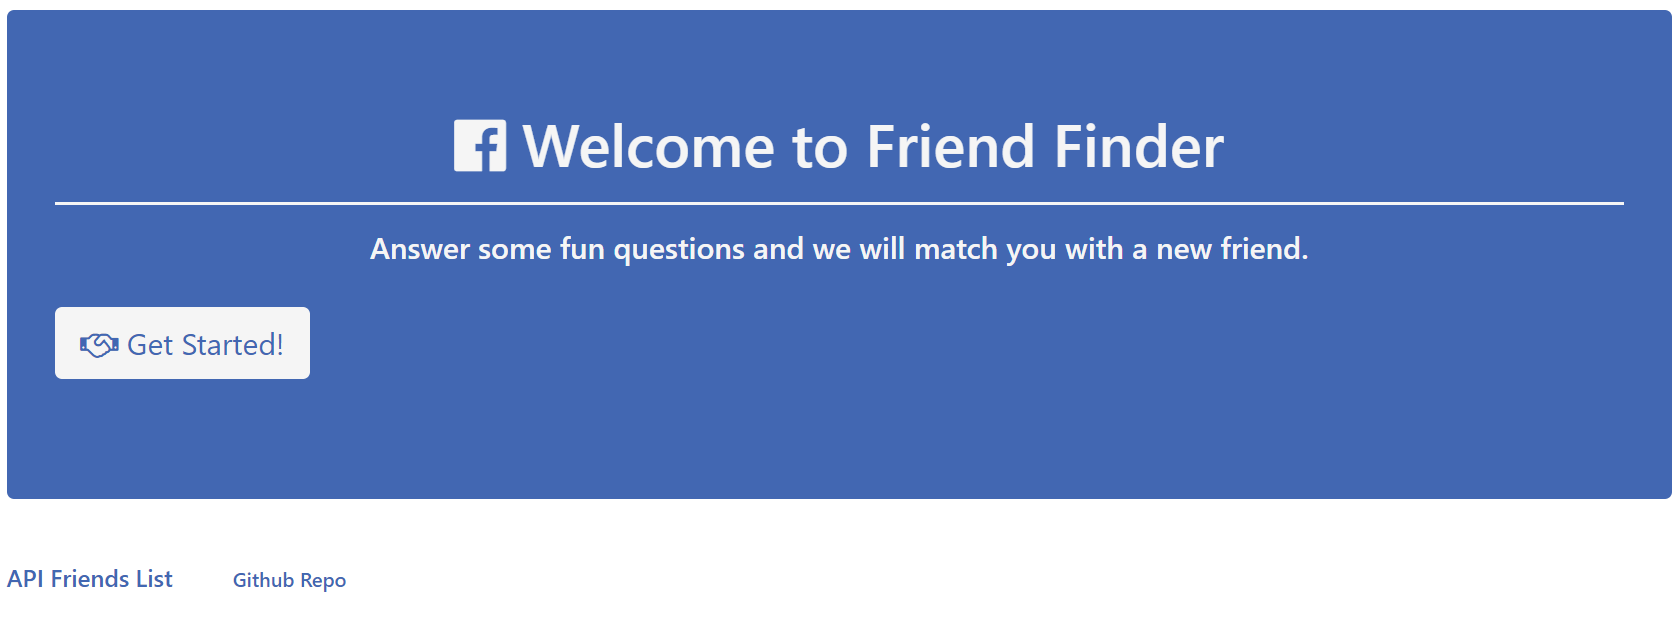 Welcome to Friend Finder
Answer some fun questions and we will match you with a new friend.
Get Started!
API Friends List Github Repo